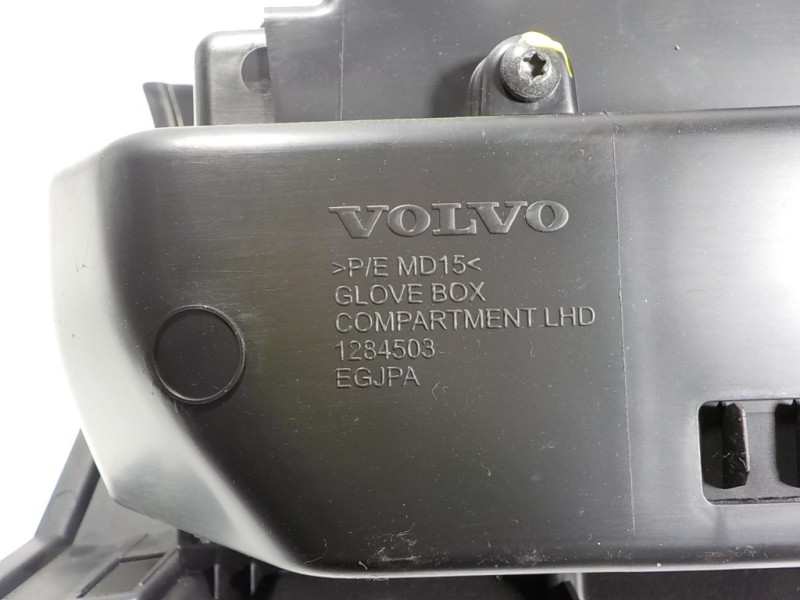 VOLVO
>P/E MD15<
GLOVE BOX
COMPARTMENT LHD
1284503
EGJPA